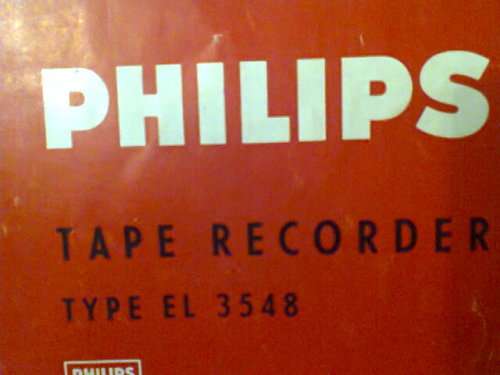 PHILIPS
TAPE RECORDER
TYPE EL 3548
PHILIPS